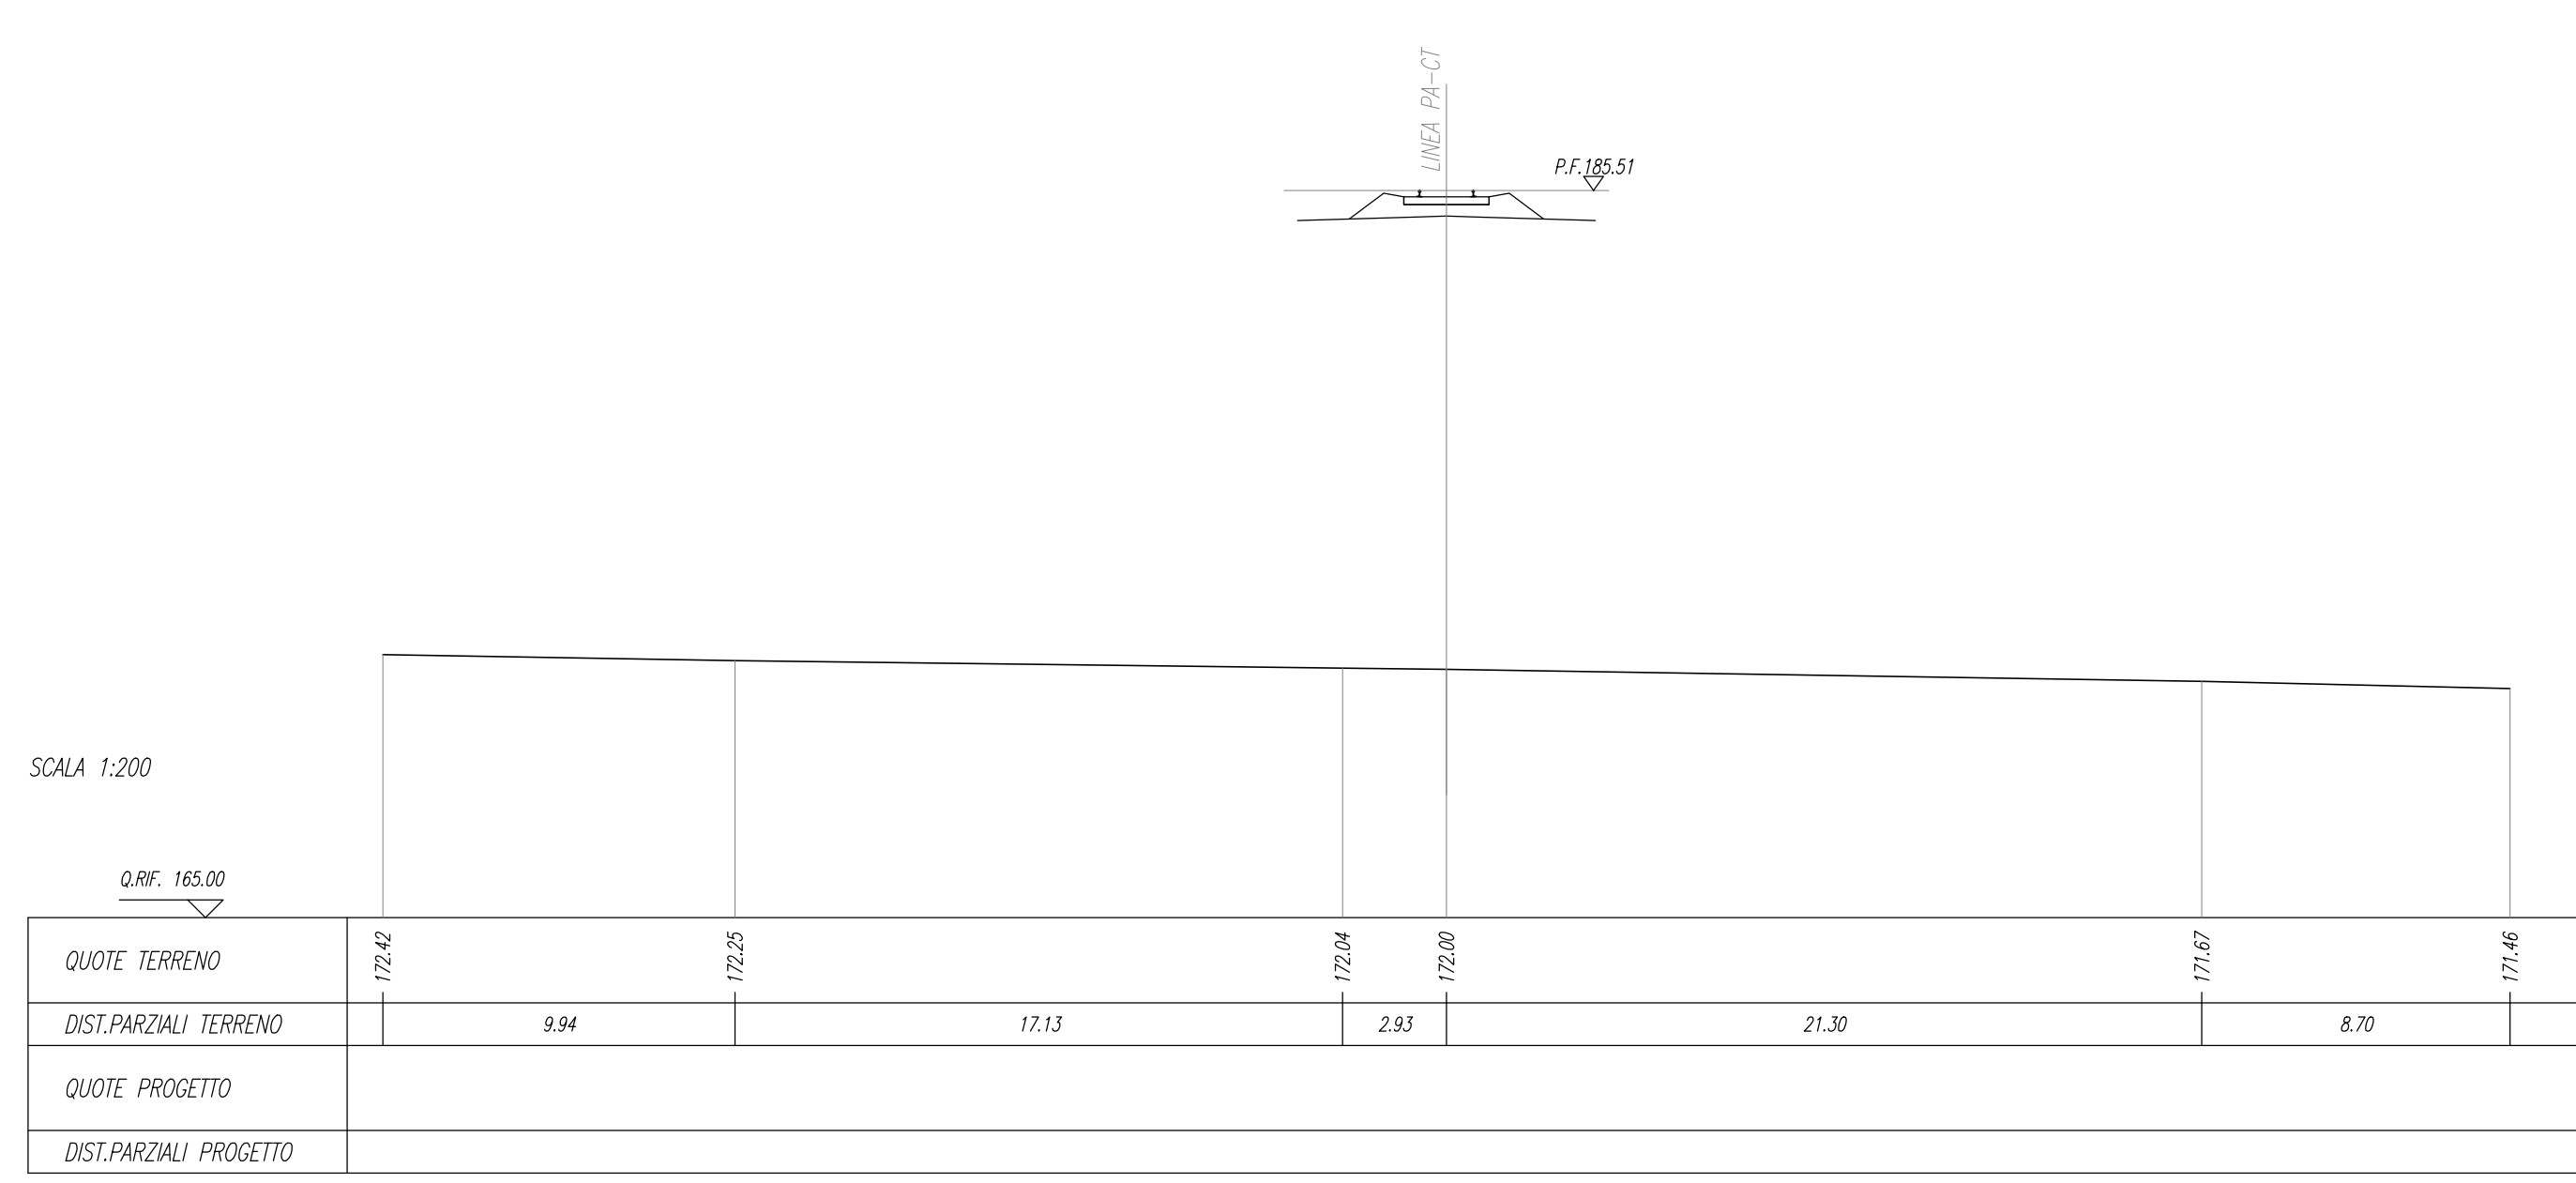 LINEA PA-CT
P.F.185.51
SCALA 1:200
Q.RIF. 165.00
QUOTE TERRENO 172.42 172.25 172.04 172.00 171.67 171.46
DIST.PARZIALI TERRENO 9.94 17.13 2.93 21.30 8.70
QUOTE PROGETTO
DIST.PARZIALI PROGETTO